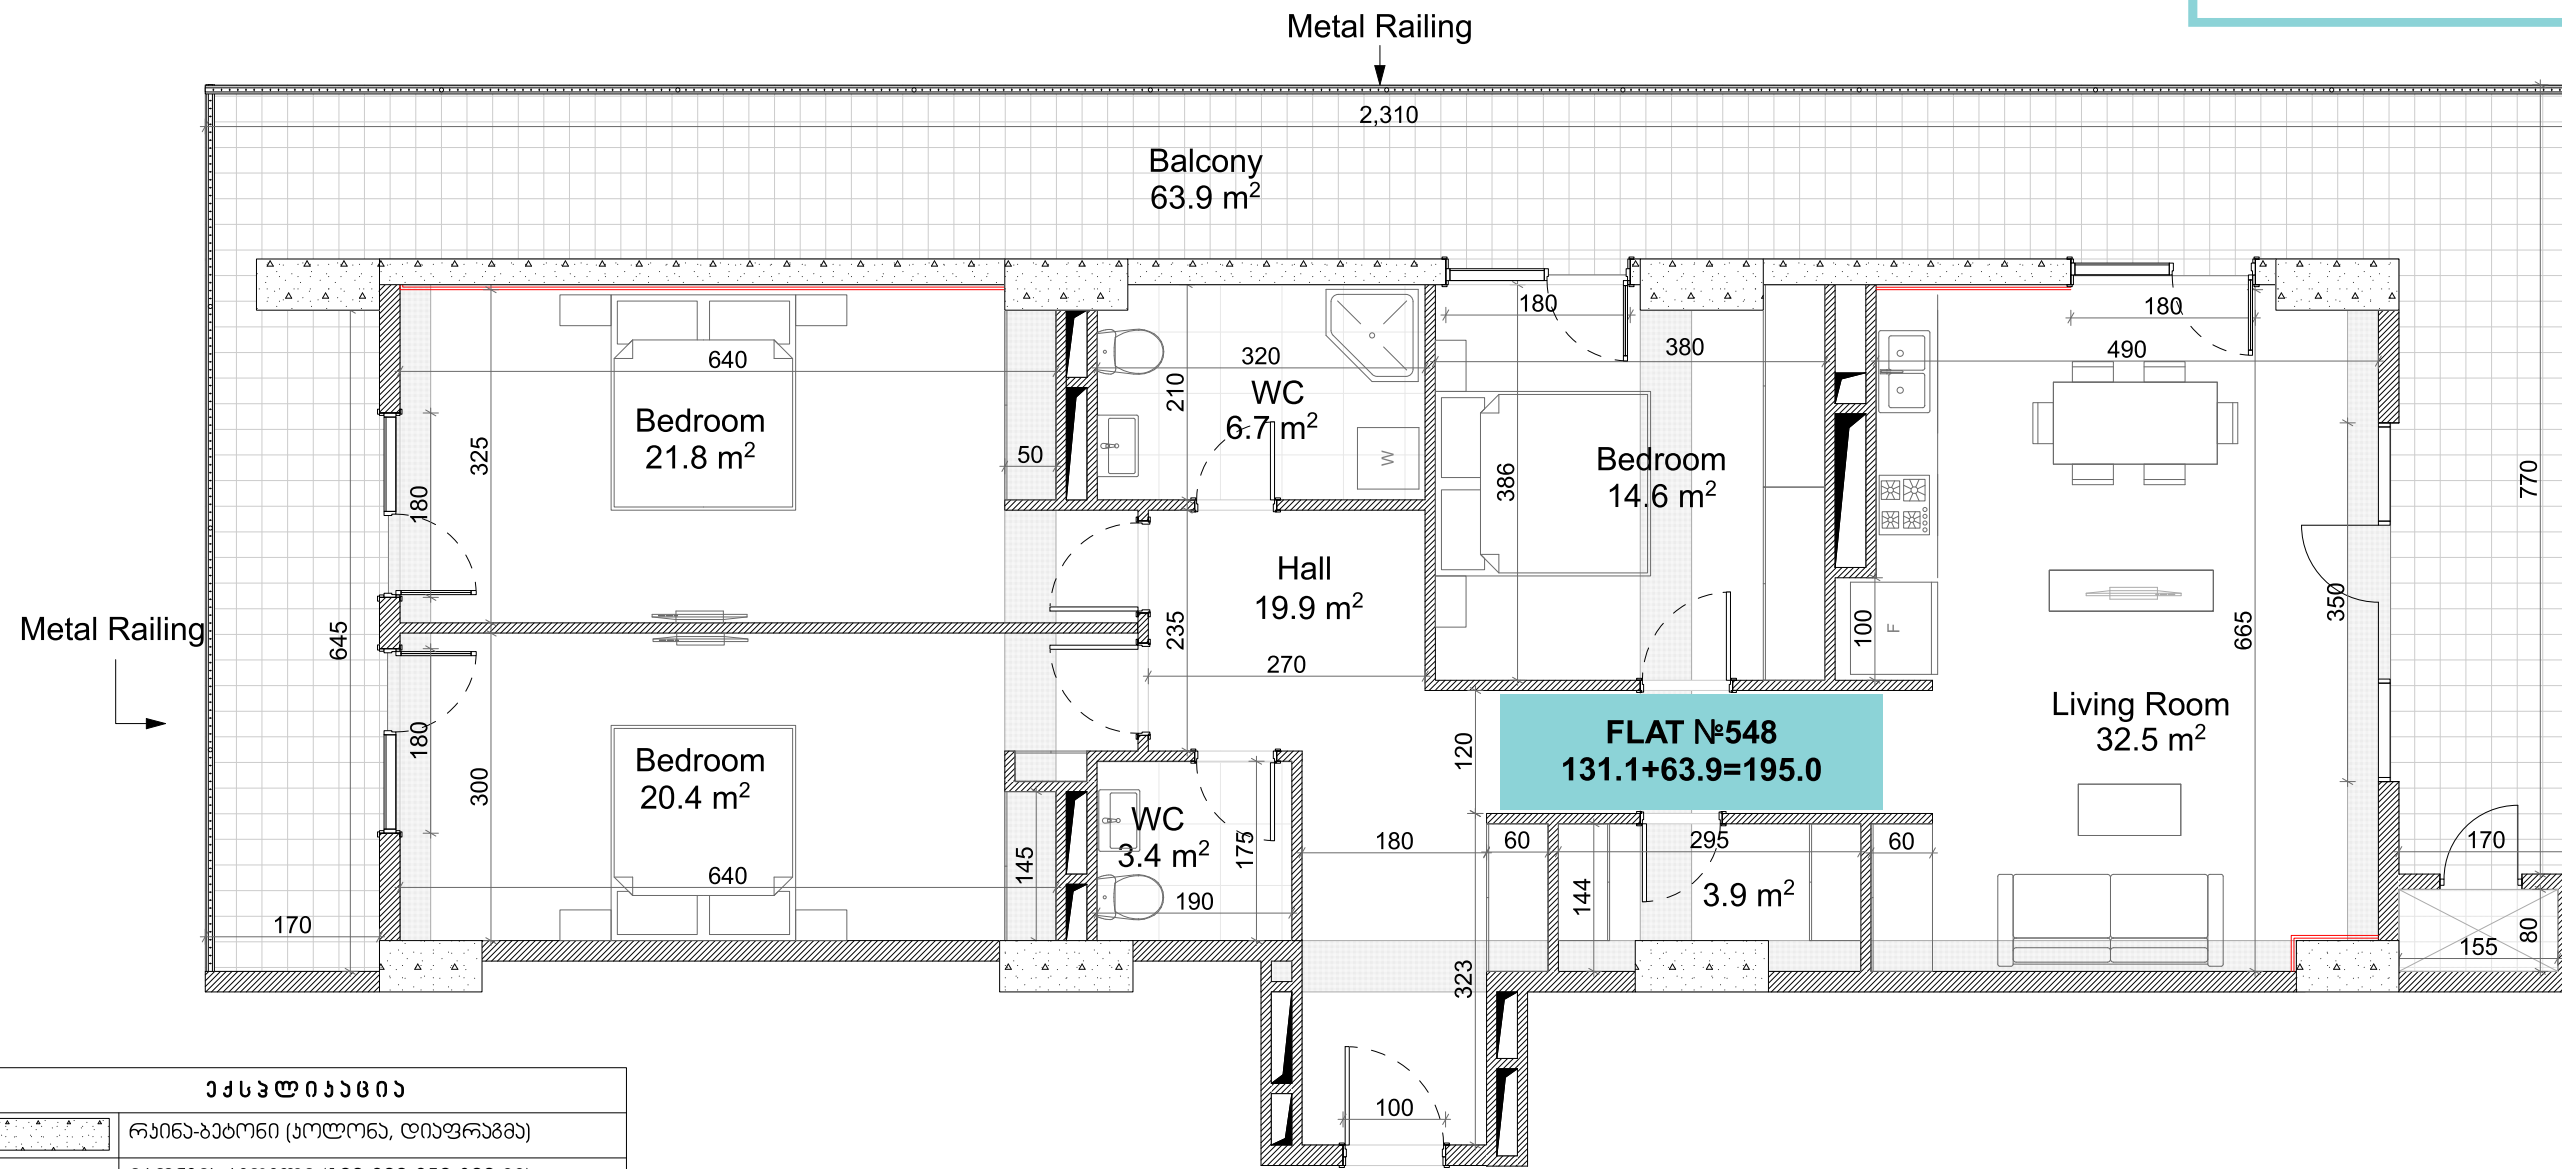 Metal Railing
2,310
Balcony
63.9 m²
180
180
640
320
380
490
210
WC
6.7 m²
Bedroom
21.8 m²
325
50
W
386
Bedroom
14.6 m²
770
180
Hall
19.9 m²
100
F
350
Metal Railing
645
235
270
665
Living Room
32.5 m²
FLAT №548
131.1+63.9=195.0
120
180
Bedroom
20.4 m²
300
WC
3.4 m²
175
145
180
60
295
60
170
640
144
3.9 m²
190
170
155
80
323
100
ექსპლიკაცია
რკინა-ბეტონი (კოლონა, დიაფრაგმა)